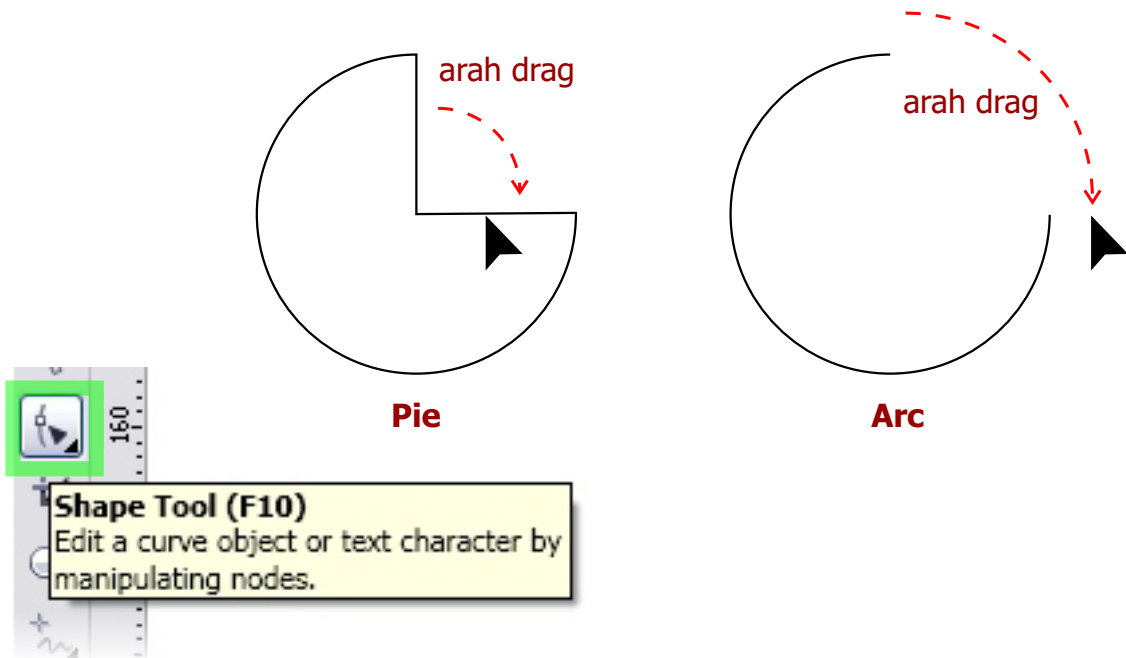 arah drag
arah drag
Pie
Arc
160
Shape Tool (F10)
Edit a curve object or text character by
manipulating nodes.